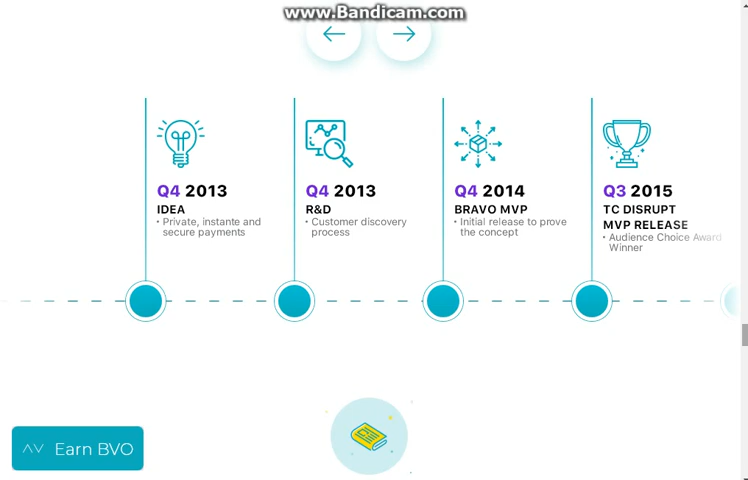 www.Bandicam.com
Q4 2013
IDEA
• Private, instante and
secure payments
Q4 2013
R&D
• Customer discovery
process
Q4 2014
BRAVO MVP
• Initial release to prove
the concept
Q3 2015
TC DISRUPT
MVP RELEASE
• Audience Choice Award
Winner
Earn BVO